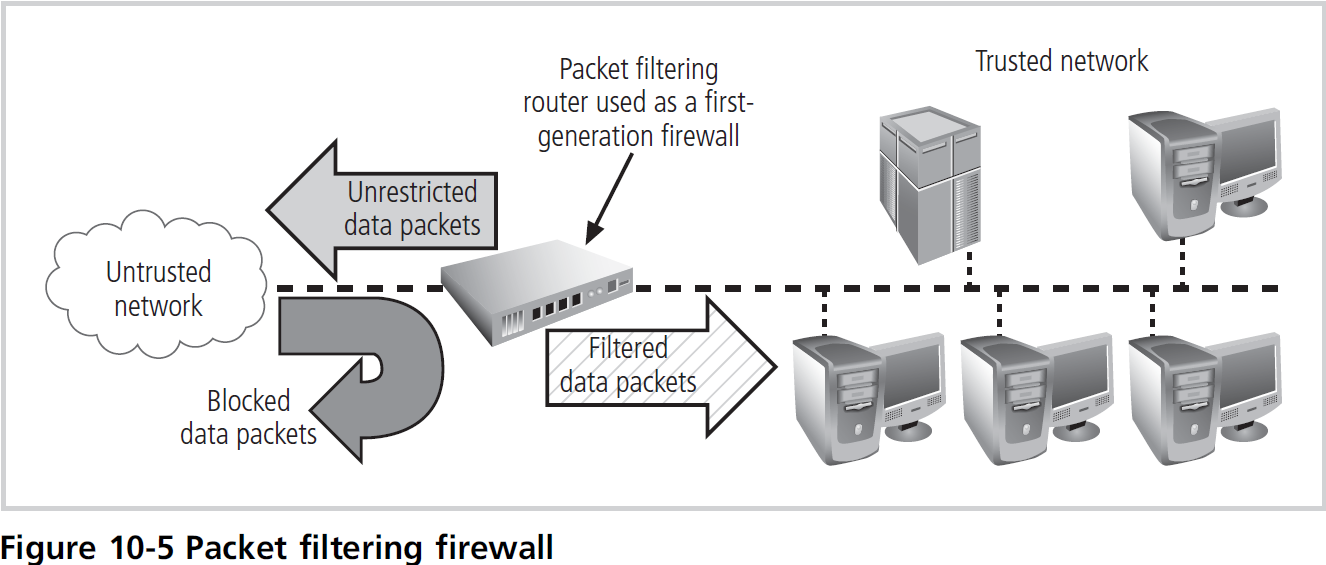 Packet filtering
router used as a first-
generation firewall
Trusted network
Unrestricted
data packets
Untrusted
network
Filtered
data packets
Blocked
data packets
Figure 10-5 Packet filtering firewall